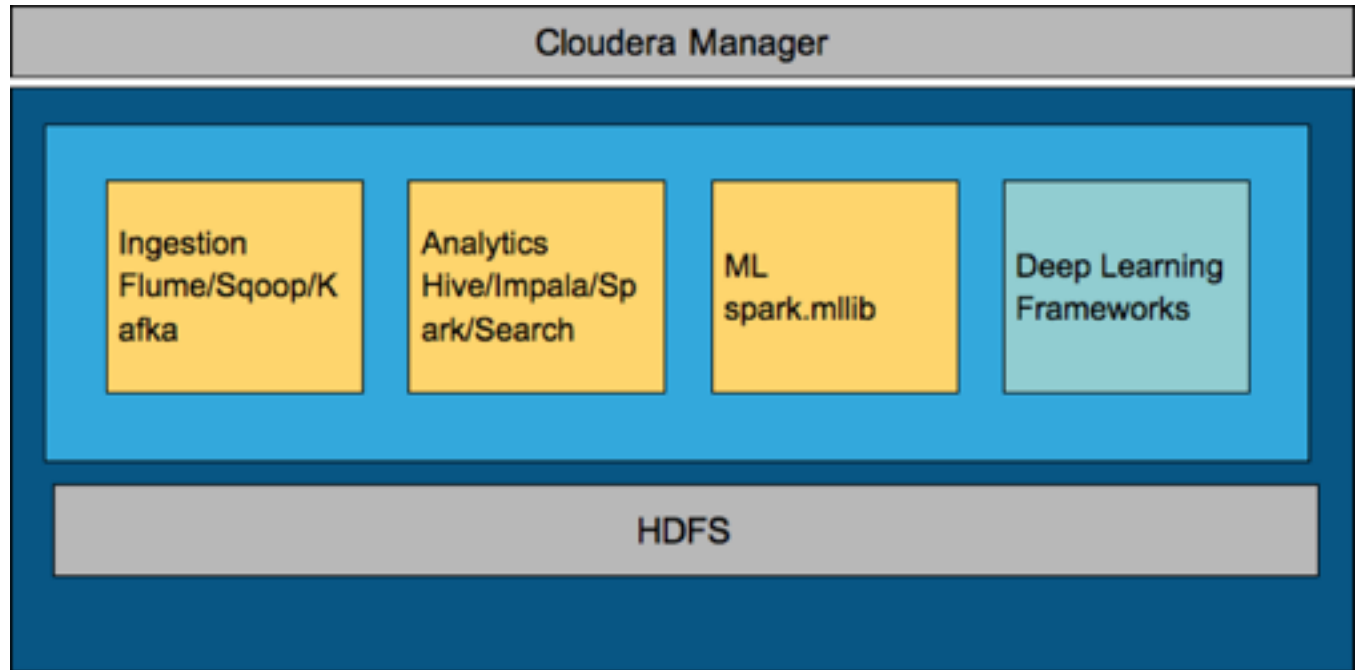 Cloudera Manager
Ingestion
Flume/Sqoop/K
afka
Analytics
Hive/Impala/Sp
ark/Search
ML
spark.mllib
Deep Learning
Frameworks
HDFS